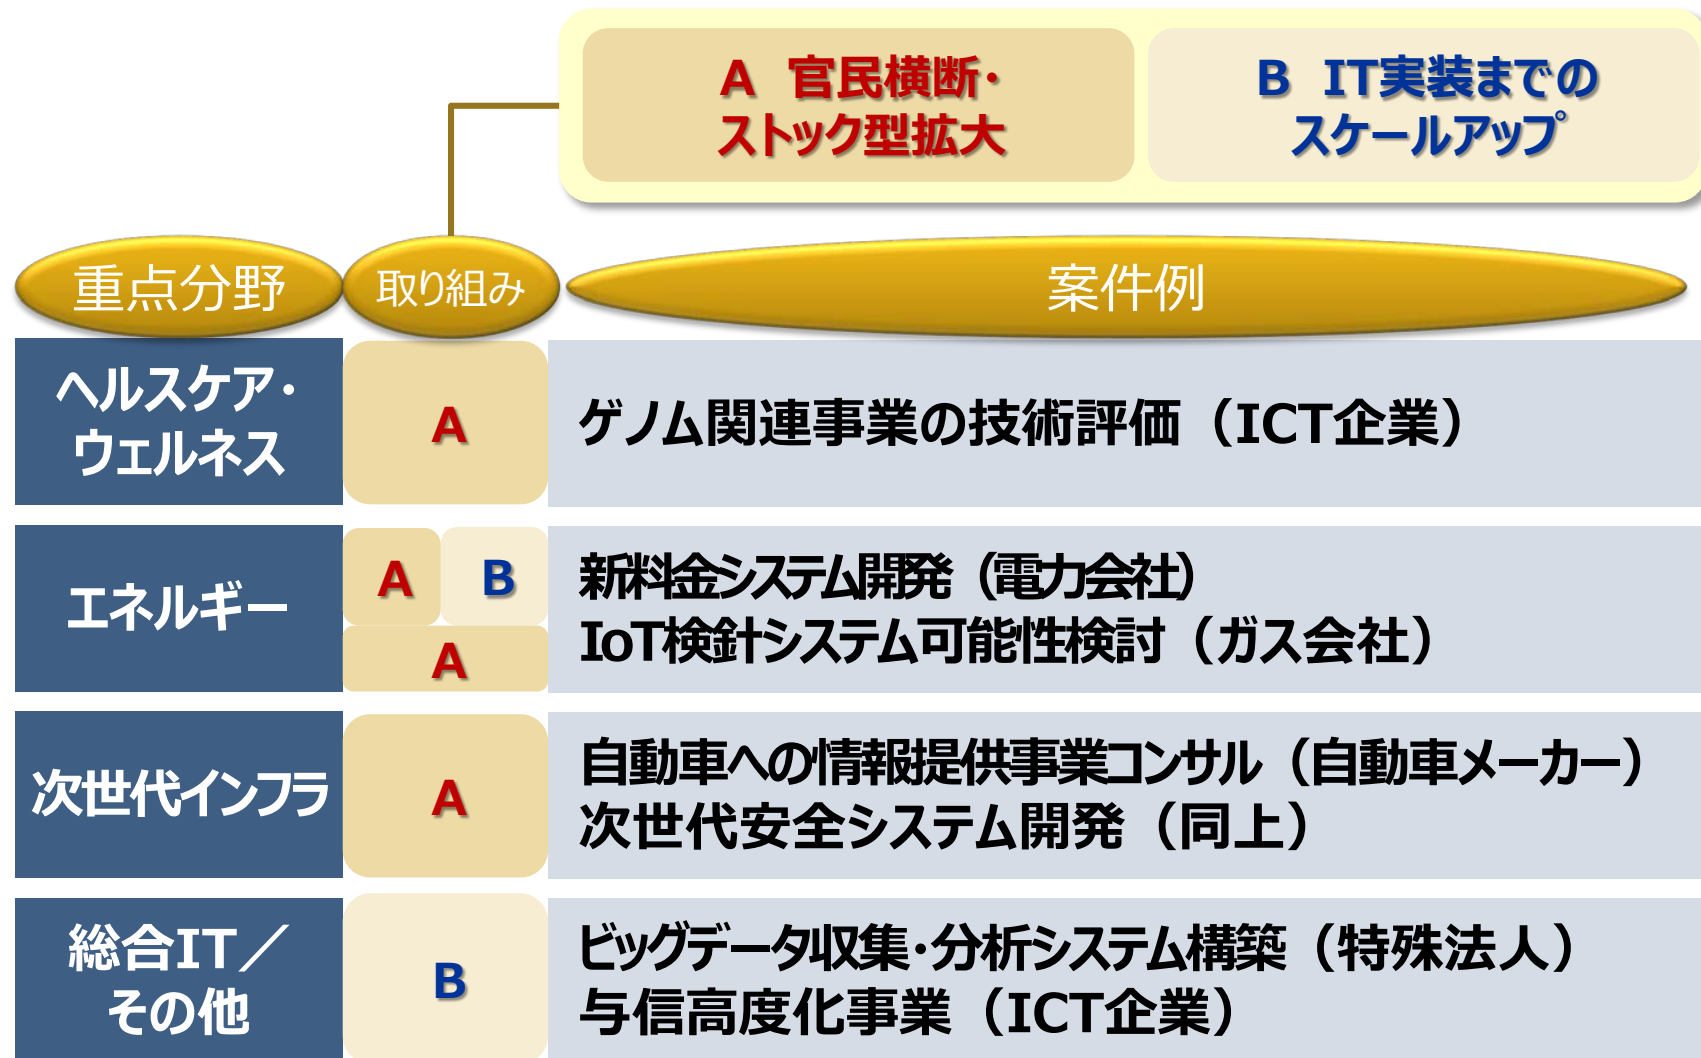 A 官民横断・
ストック型拡大
B IT実装までの
スケールアップ
重点分野
取り組み
案件例
ヘルスケア・
ウェルネス
A
ゲノム関連事業の技術評価（ICT企業）
エネルギー
A
B
A
新料金システム開発（電力会社）
IoT検針システム可能性検討（ガス会社）
次世代インフラ
A
自動車への情報提供事業コンサル（自動車メーカー）
次世代安全システム開発（同上）
総合IT／
その他
B
ビッグデータ収集・分析システム構築（特殊法人）
与信高度化事業（ICT企業）